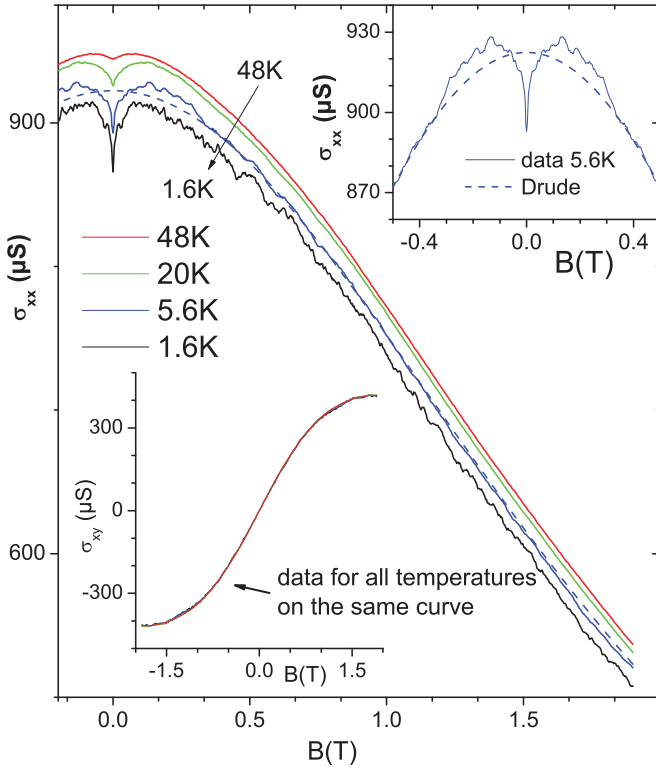 48K
900
1.6K
48K
20K
5.6K
1.6K
600
σxx (µS)
0.0
0.5
1.0
1.5
B(T)
930
900
870
σxx (µS)
data 5.6K
Drude
-0.4
0.0
0.4
B(T)
300
0
-300
σxy (µS)
data for all temperatures
on the same curve
-1.5
0.0
1.5
B(T)